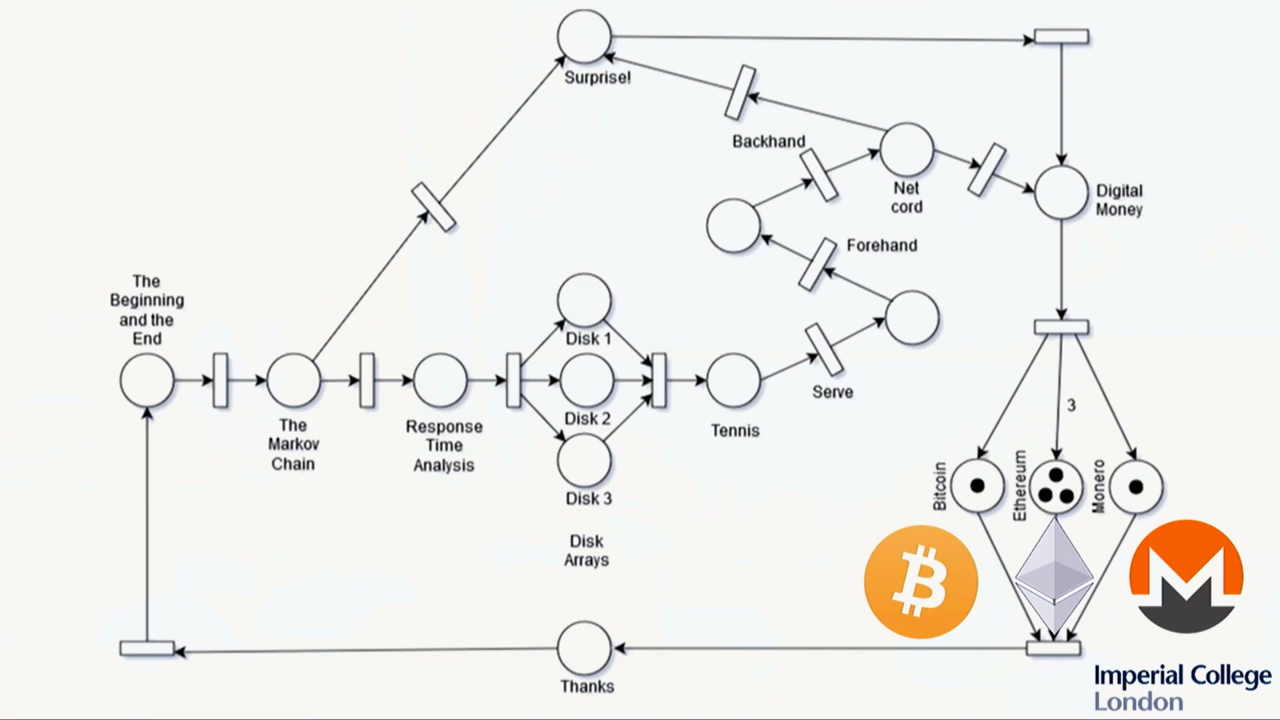 Surprise!
Backhand
Net
cord
Digital
Money
Forehand
The
Beginning
and the
End
Disk 1
Serve
Disk 2
The
Markov
Chain
Response
Time
Analysis
Tennis
3
Bitcoin
Ethereum
Monero
Disk 3
Disk
Arrays
Thanks
Imperial College
London